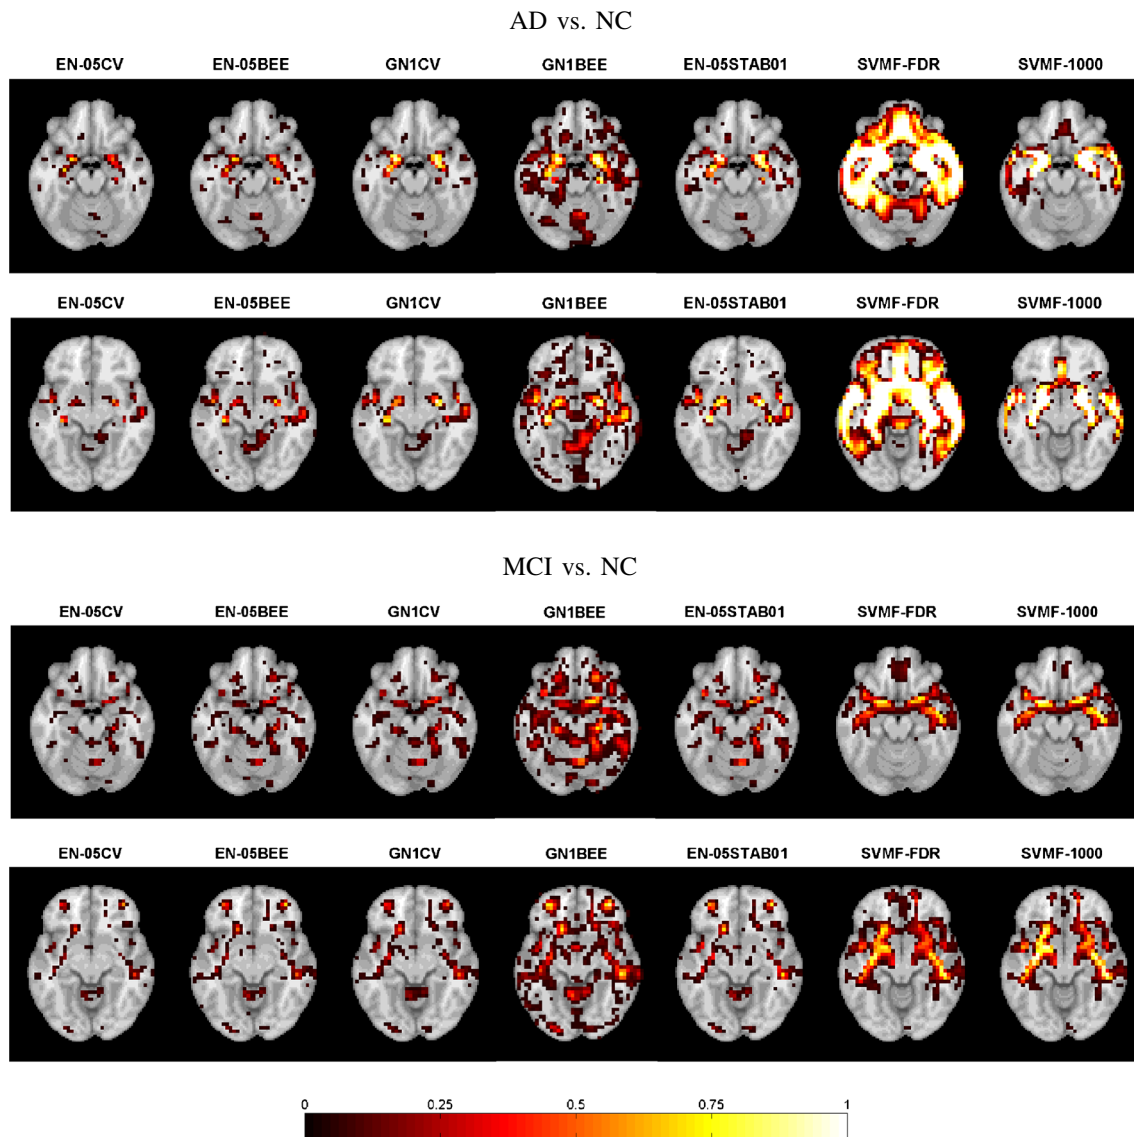 AD vs. NC
EN-05CV EN-05BEE GN1CV GN1BEE EN-05STAB01 SVMF-FDR SVMF-1000
EN-05CV EN-05BEE GN1CV GN1BEE EN-05STAB01 SVMF-FDR SVMF-1000
MCI vs. NC
EN-05CV EN-05BEE GN1CV GN1BEE EN-05STAB01 SVMF-FDR SVMF-1000
EN-05CV EN-05BEE GN1CV GN1BEE EN-05STAB01 SVMF-FDR SVMF-1000
0 0.25 0.5 0.75 1